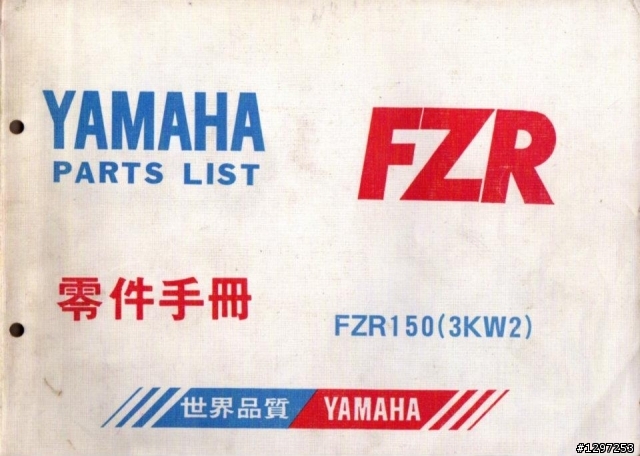 YAMAHA
PARTS LIST
FZR
零件手冊
FZR150(3KW2)
世界品質 YAMAHA
#1297253